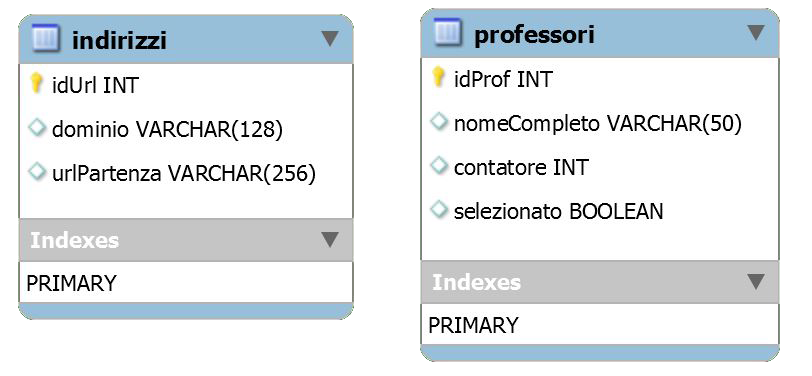 indirizzi
idUrl INT
dominio VARCHAR(128)
urlPartenza VARCHAR(256)
Indexes
PRIMARY
professori
idProf INT
nomeCompleto VARCHAR(50)
contatore INT
selezionato BOOLEAN
Indexes
PRIMARY